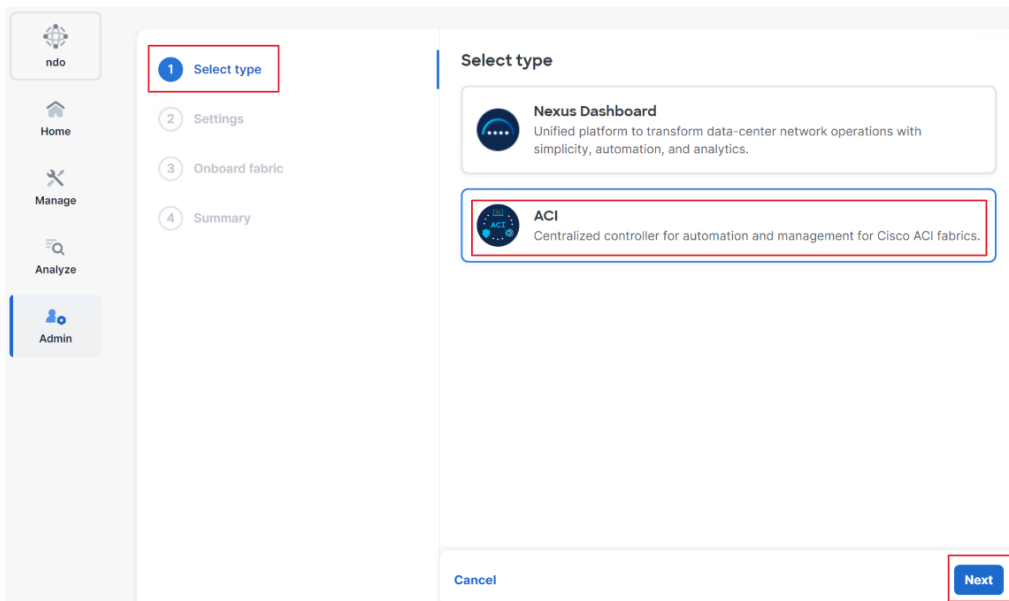 ndo
Home
Manage
Analyze
Admin
1 Select type
2 Settings
3 Onboard fabric
4 Summary
Select type
Nexus Dashboard
Unified platform to transform data-center network operations with
simplicity, automation, and analytics.
ACI
ACI
Centralized controller for automation and management for Cisco ACI fabrics.
Cancel
Next